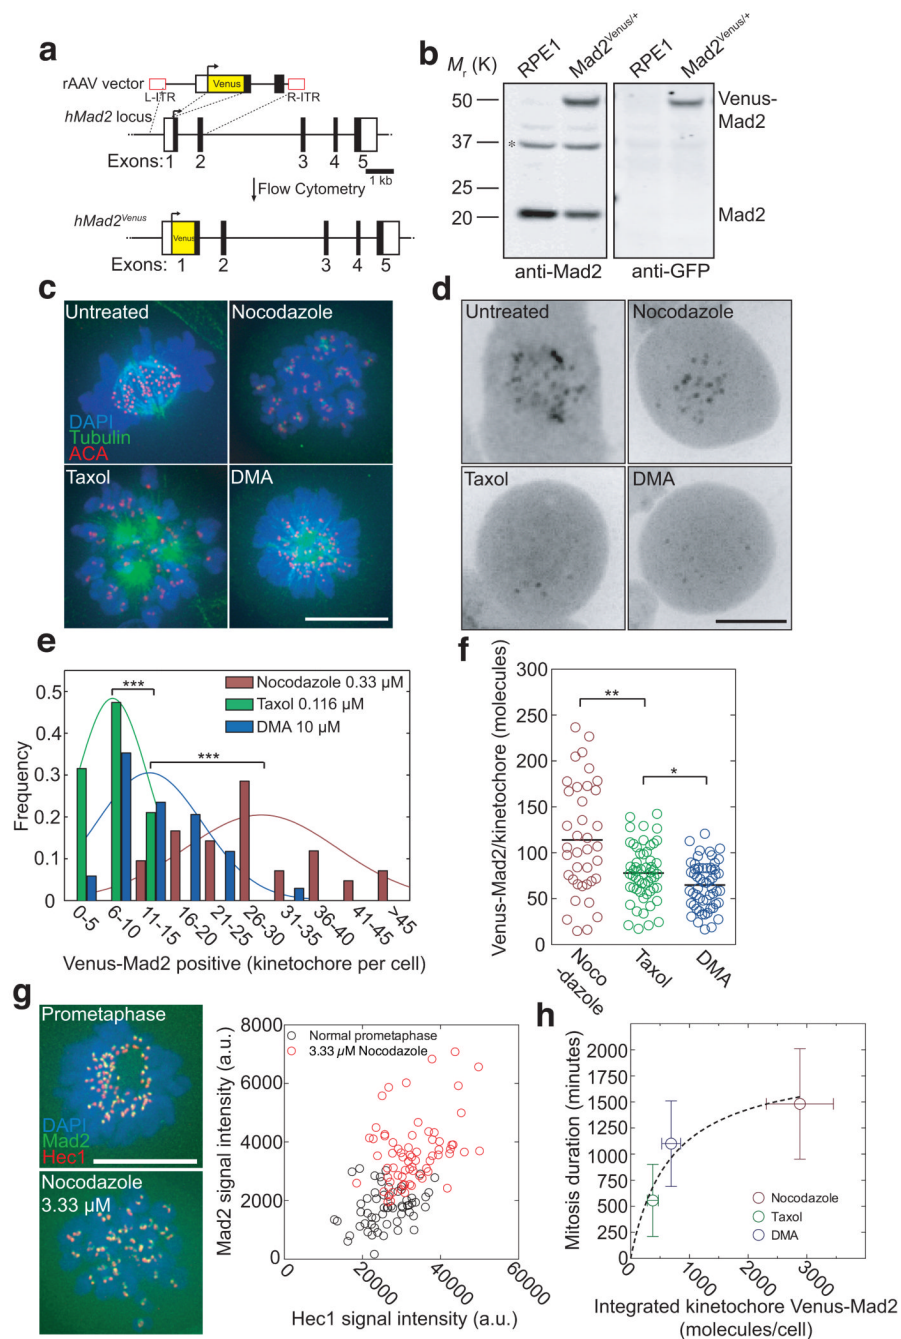 a
rAAV vector
Venus
L-ITR
R-ITR
hMad2 locus
Exons: 1 2 3 4 5
1 kb
Flow Cytometry
hMad2Venus
Venus
Exons: 1 2 3 4 5
b
RPE1 Mad2Venus/+ RPE1 Mad2Venus/+
Mr (K)
50
37
*
25
20
Venus-
Mad2
Mad2
anti-Mad2 anti-GFP
c
Untreated Nocodazole
DAPI
Tubulin
ACA
Taxol DMA
d
Untreated Nocodazole
Taxol DMA
e
Frequency
0.5
0.4
0.3
0.2
0.1
0
***
***
Nocodazole 0.33 µM
Taxol 0.116 µM
DMA 10 µM
0-5 6-10 11-15 16-20 21-25 26-30 31-35 36-40 41-45 >45
Venus-Mad2 positive (kinetochore per cell)
f
Venus-Mad2/kinetochore (molecules)
300
250
200
150
100
50
0
**
*
Noco
-dazole
Taxol
DMA
g
Prometaphase
DAPI
Mad2
Hec1
Nocodazole
3.33 µM
Mad2 signal intensity (a.u.)
8000
6000
4000
2000
0
Normal prometaphase
3.33 µM Nocodazole
0 20000 40000 60000
Hec1 signal intensity (a.u.)
h
Mitosis duration (minutes)
2000
1750
1500
1250
1000
750
500
250
0
Nocodazole
Taxol
DMA
0 1000 2000 3000
Integrated kinetochore Venus-Mad2
(molecules/cell)